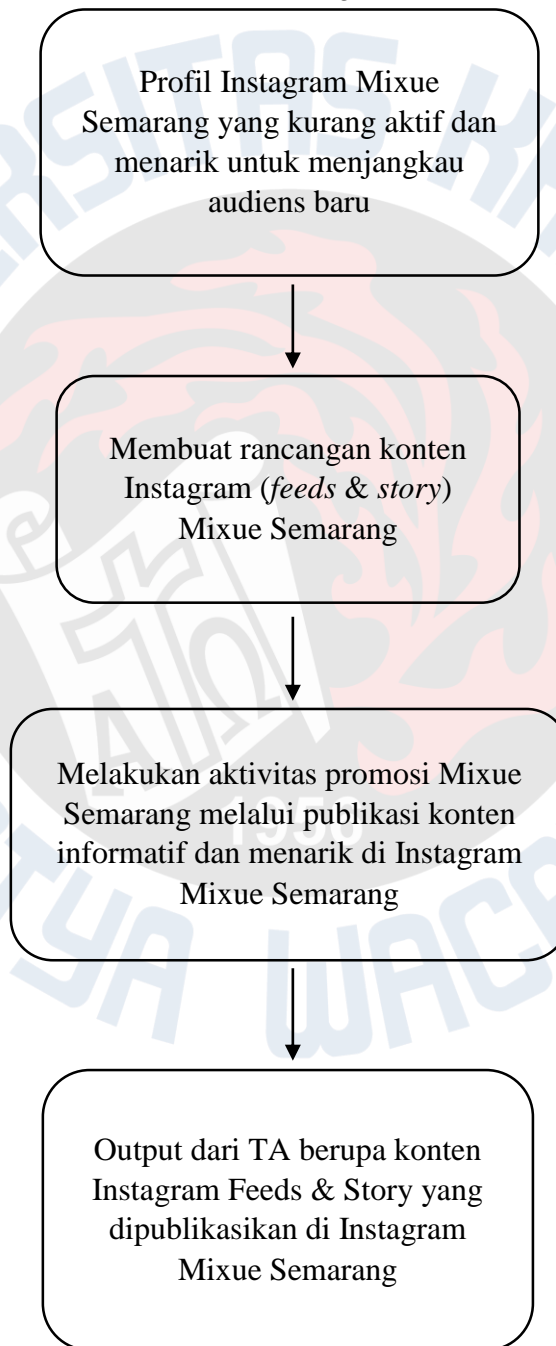 Profil Instagram Mixue
Semarang yang kurang aktif dan
menarik untuk menjangkau
audiens baru
Membuat rancangan konten
Instagram (feeds & story)
Mixue Semarang
Melakukan aktivitas promosi Mixue
Semarang melalui publikasi konten
informatif dan menarik di Instagram
Mixue Semarang
1956
Output dari TA berupa konten
Instagram Feeds & Story yang
dipublikasikan di Instagram
Mixue Semarang